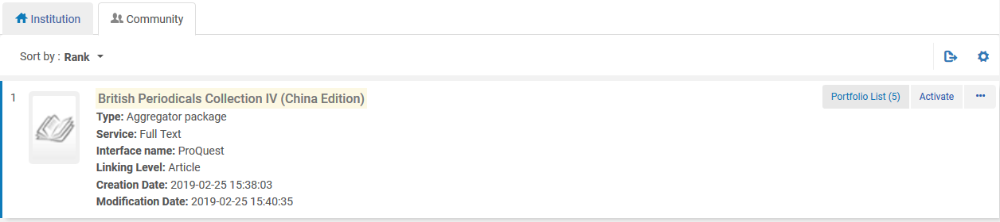 Institution Community
Sort by : Rank
1 British Periodicals Collection IV (China Edition) Portfolio List (5) Activate
Type: Aggregator package
Service: Full Text
Interface name: ProQuest
Linking Level: Article
Creation Date: 2019-02-25 15:38:03
Modification Date: 2019-02-25 15:40:35